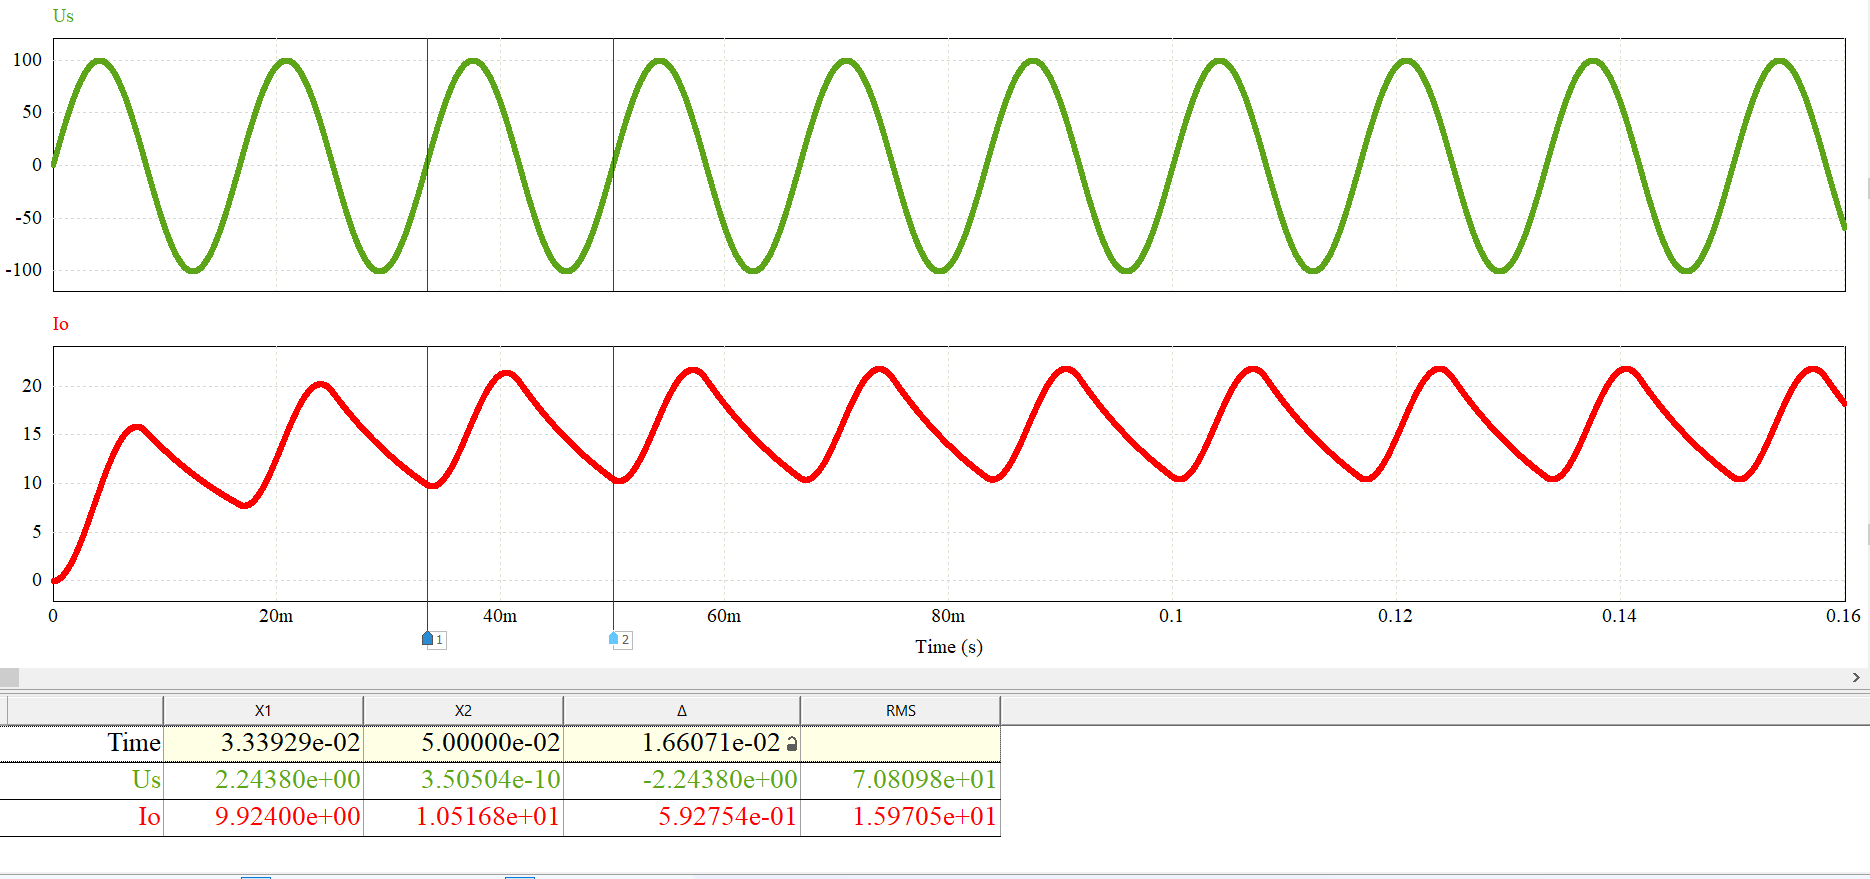 Us
100
50
0
-50
-100
Io
20
15
10
5
0
0 20m 40m 60m 80m 0.1 0.12 0.14 0.16
1 2
Time (s)
X1 X2 Δ RMS
Time 3.33929e-02 5.00000e-02 1.66071e-02
Us 2.24380e+00 3.50504e-10 -2.24380e+00 7.08098e+01
Io 9.92400e+00 1.05168e+01 5.92754e-01 1.59705e+01